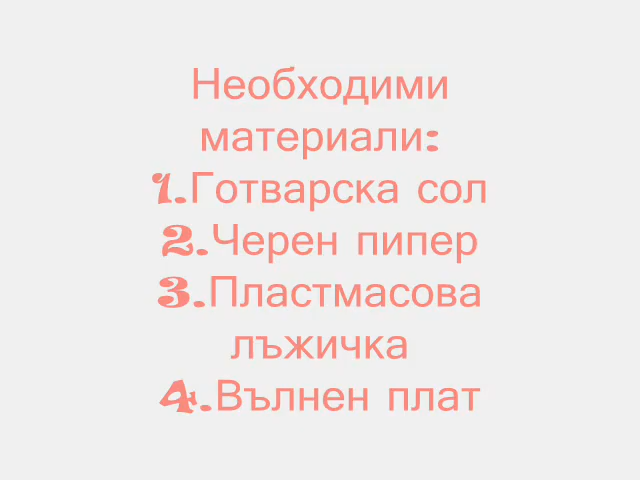 Необходими
материали:
1.Готварска сол
2.Черен пипер
3.Пластмасова
лъжичка
4.Вълнен плат